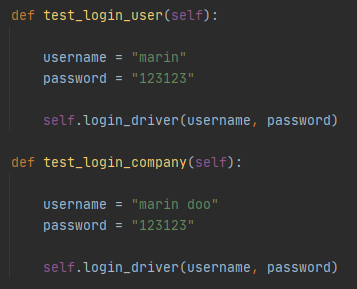 def test_login_user(self):
username = "marin"
password = "123123"
self.login_driver(username, password)
def test_login_company(self):
username = "marin doo"
password = "123123"
self.login_driver(username, password)